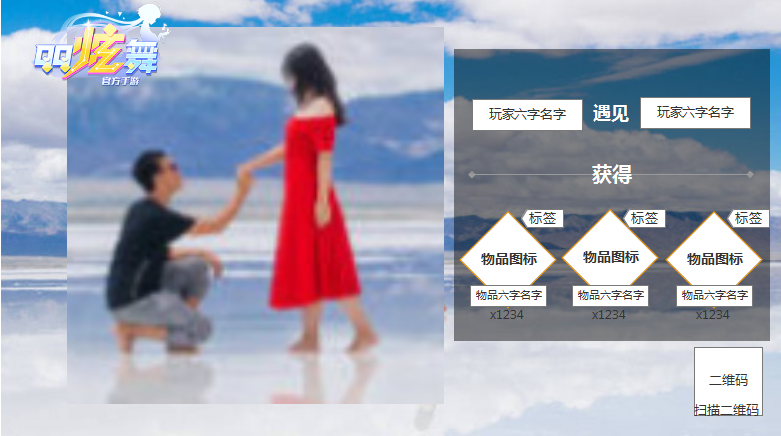 QQ炫舞
官方手游
玩家六字名字 遇见 玩家六字名字
获得
标签 标签 标签
物品图标 物品图标 物品图标
物品六字名字 物品六字名字 物品六字名字
x1234 x1234 x1234
二维码
扫描二维码